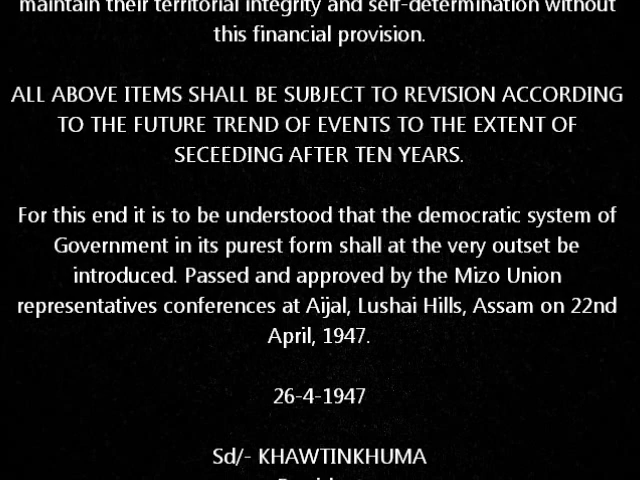 maintain their territorial integrity and self-determination without
this financial provision.
ALL ABOVE ITEMS SHALL BE SUBJECT TO REVISION ACCORDING
TO THE FUTURE TREND OF EVENTS TO THE EXTENT OF
SECEEDING AFTER TEN YEARS.
For this end it is to be understood that the democratic system of
Government in its purest form shall at the very outset be
introduced. Passed and approved by the Mizo Union
representatives conferences at Aijal, Lushai Hills, Assam on 22nd
April, 1947.
26-4-1947
Sd/- KHAWTINKHUMA